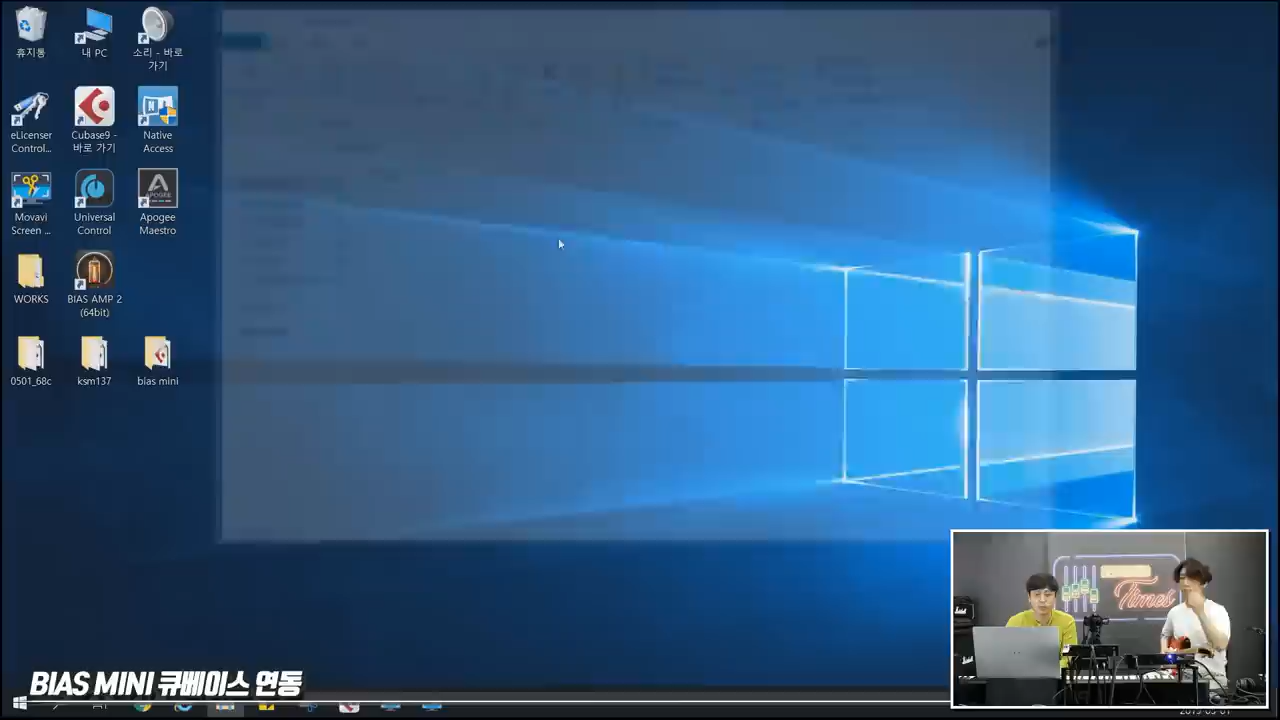 휴지통
내 PC
소리 - 바로
가기
eLicenser
Control...
Cubase9 -
바로 가기
Native
Access
Movavi
Screen ...
Universal
Control
APOGEE
Apogee
Maestro
WORKS
BIAS AMP 2
(64bit)
0501_68c
ksm137
bias mini
Times
BIAS MINI 큐베이스 연동